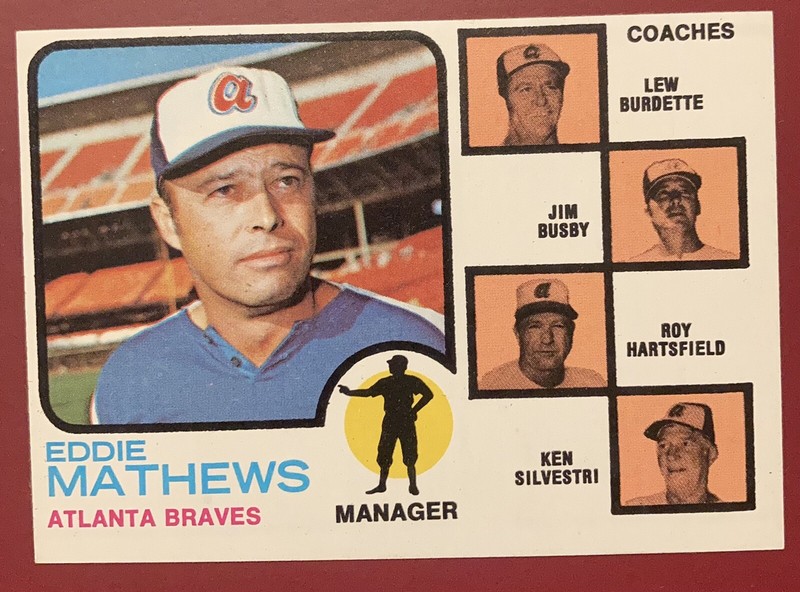 a
EDDIE
MATHEWS
ATLANTA BRAVES
MANAGER
COACHES
LEW
BURDETTE
JIM
BUSBY
ROY
HARTSFIELD
KEN
SILVESTRI